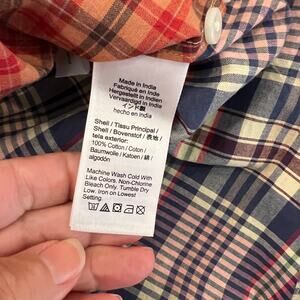 Made in India
Fabriqué en Inde
Hergestellt in Indien
Vervaardigd in India
インド製
hecho en India
Shell / Tissu Principal /
Shell / Bovenstof / 表地 /
tela exterior:
100% Cotton / Coton /
Baumwolle / Katoen / 綿 /
algodón
Machine Wash Cold With
Like Colors. Non-Chlorine
Bleach Only. Tumble Dry
Low. Iron on Lowest
Setting